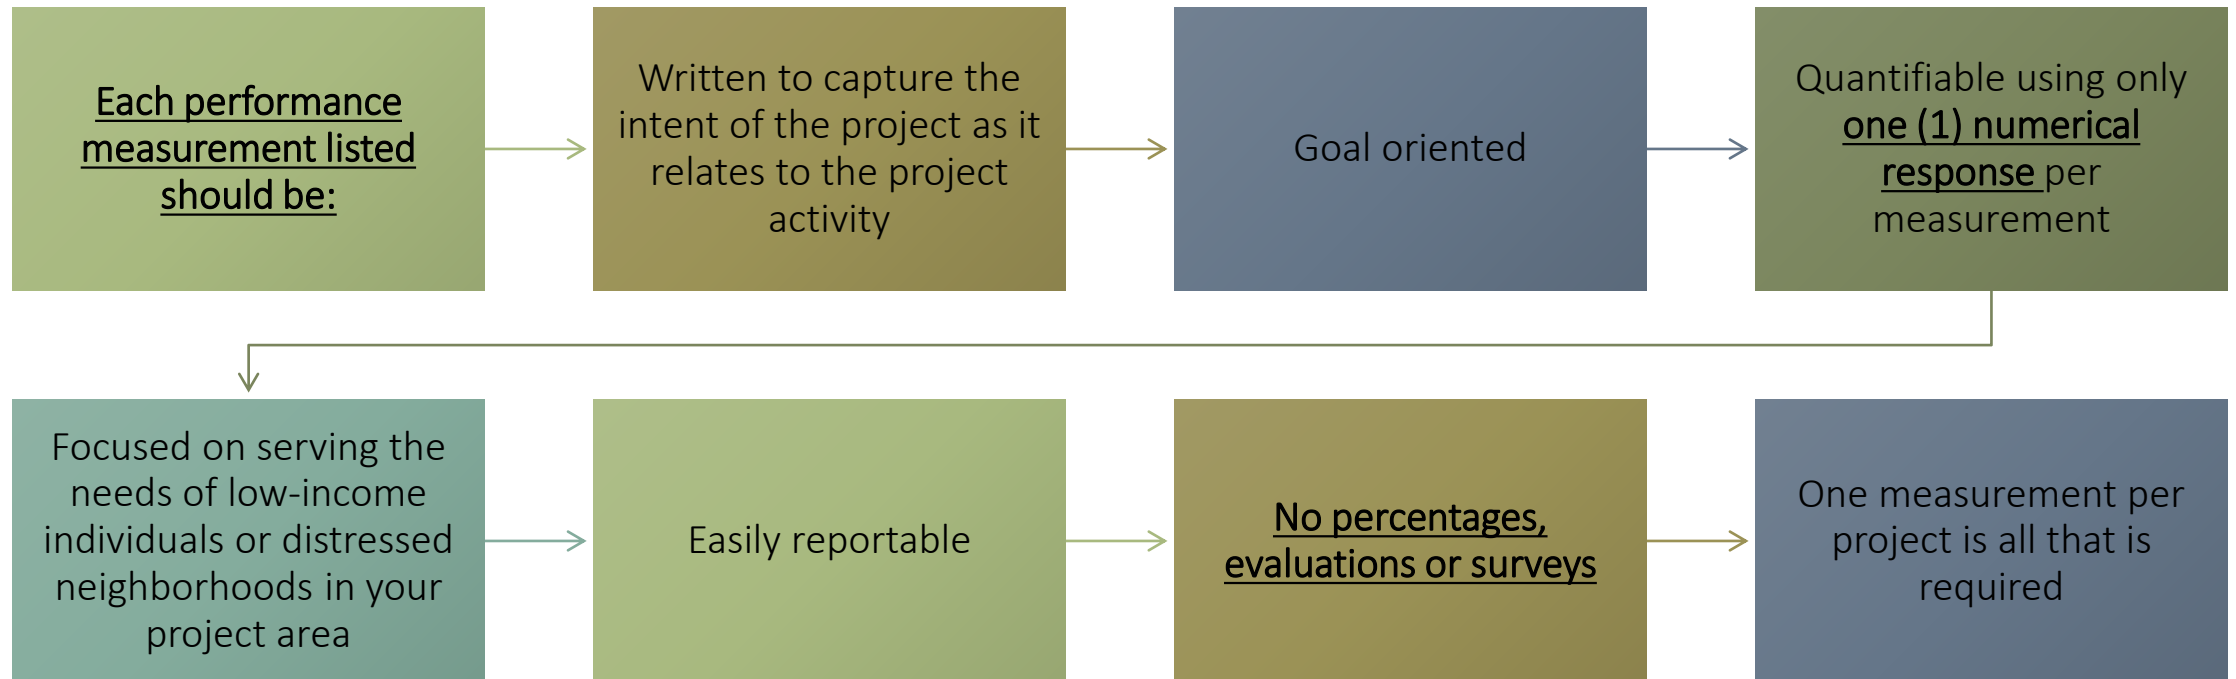 Each performance
measurement listed
should be:
Written to capture the
intent of the project as it
relates to the project
activity
Goal oriented
Quantifiable using only
one (1) numerical
response per
measurement
Focused on serving the
needs of low-income
individuals or distressed
neighborhoods in your
project area
Easily reportable
No percentages,
evaluations or surveys
One measurement per
project is all that is
required